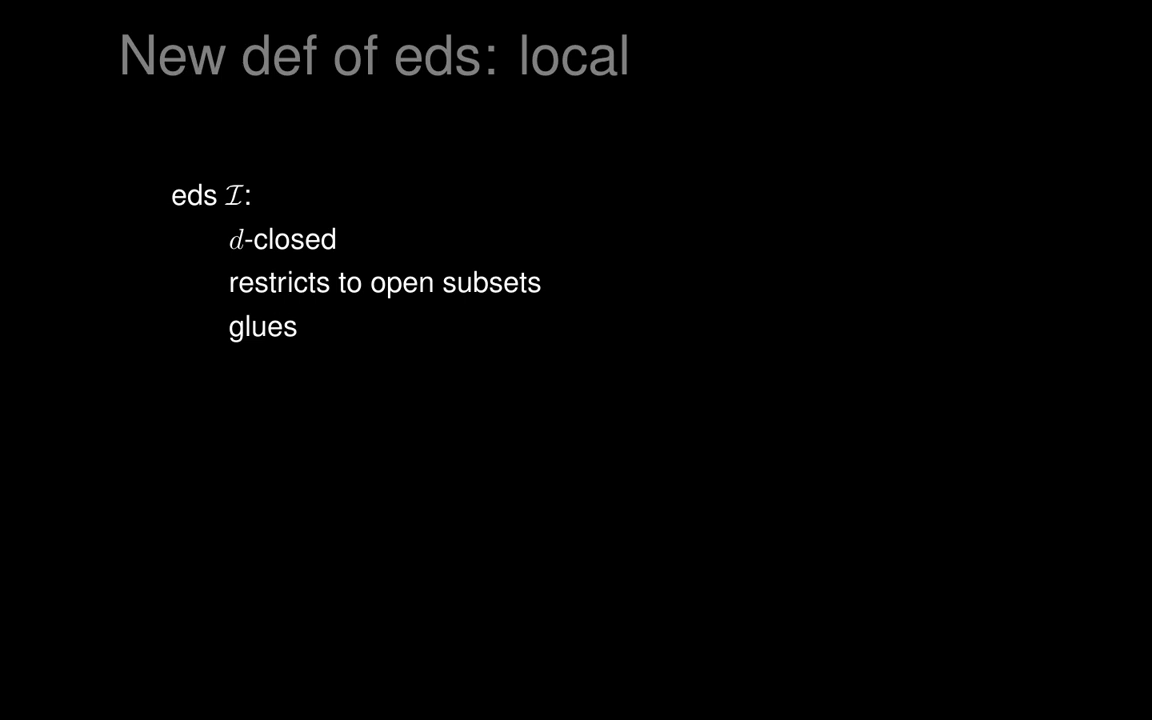 New def of eds: local
eds ℐ:
d-closed
restricts to open subsets
glues